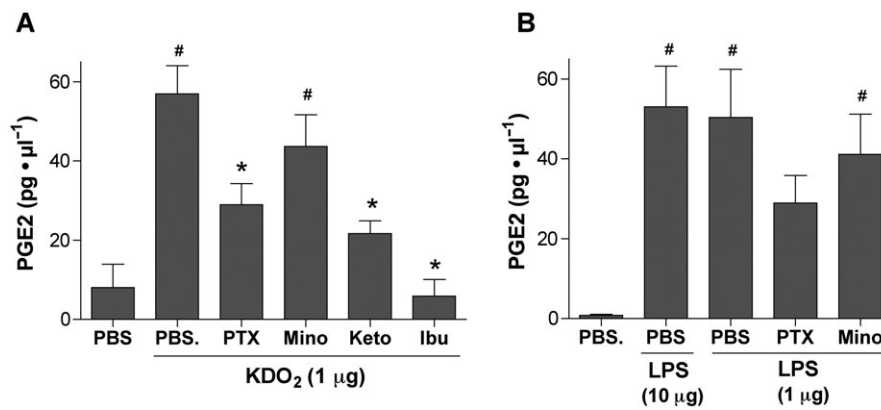 A
PGE2 (pg • µl⁻¹)
60
40
20
0
#
*
#
*
*
PBS PBS. PTX Mino Keto Ibu
KDO₂ (1 µg)
B
PGE2 (pg • µl⁻¹)
60
40
20
0
# #
#
PBS. PBS PBS PTX Mino
LPS LPS
(10 µg) (1 µg)